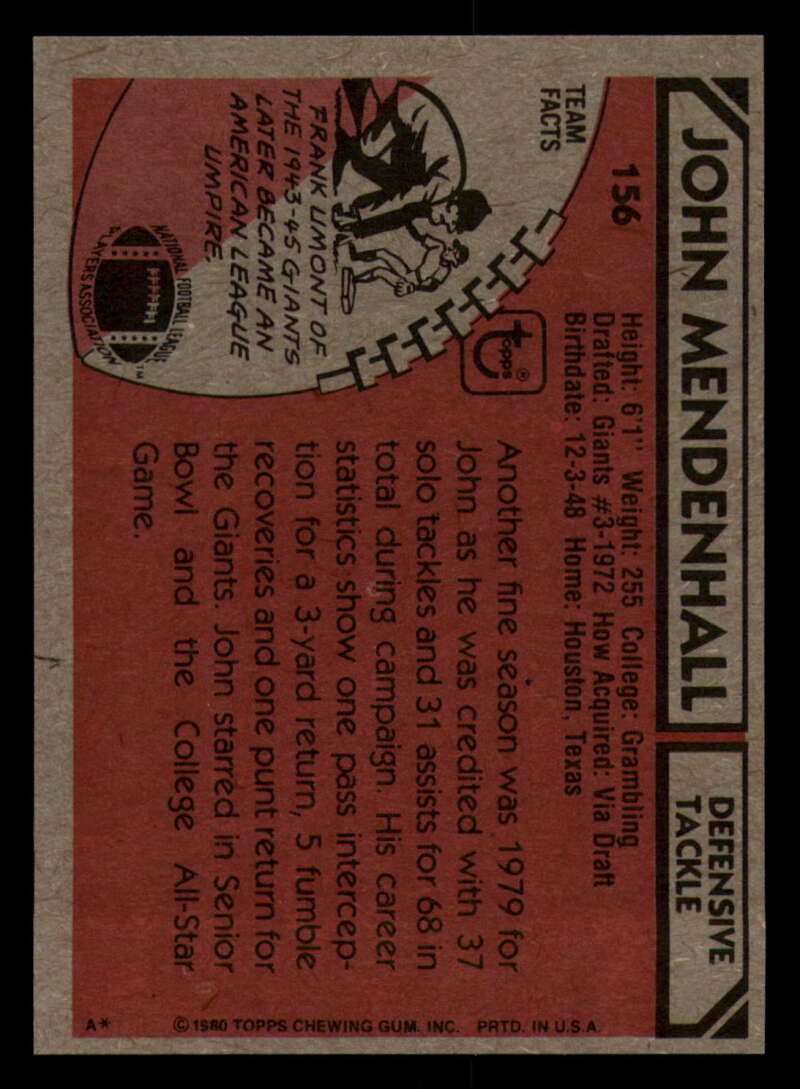 JOHN MENDENHALL
DEFENSIVE
TACKLE
156
Height: 6'1" Weight: 255 College: Grambling
Drafted: Giants #3-1972 How Acquired: Via Draft
Birthdate: 12-3-48 Home: Houston, Texas
TEAM
FACTS
FRANK UMONT OF
THE 1943-45 GIANTS
LATER BECAME AN
AMERICAN LEAGUE
UMPIRE.
NATIONAL FOOTBALL LEAGUE
PLAYERS ASSOCIATION
TM
Topps®
Another fine season was 1979 for
John as he was credited with 37
solo tackles and 31 assists for 68 in
total during campaign. His career
statistics show one pass intercep-
tion for a 3-yard return, 5 fumble
recoveries and one punt return for
the Giants. John starred in Senior
Bowl and the College All-Star
Game.
A* © 1980 TOPPS CHEWING GUM, INC. PRTD. IN U.S.A.